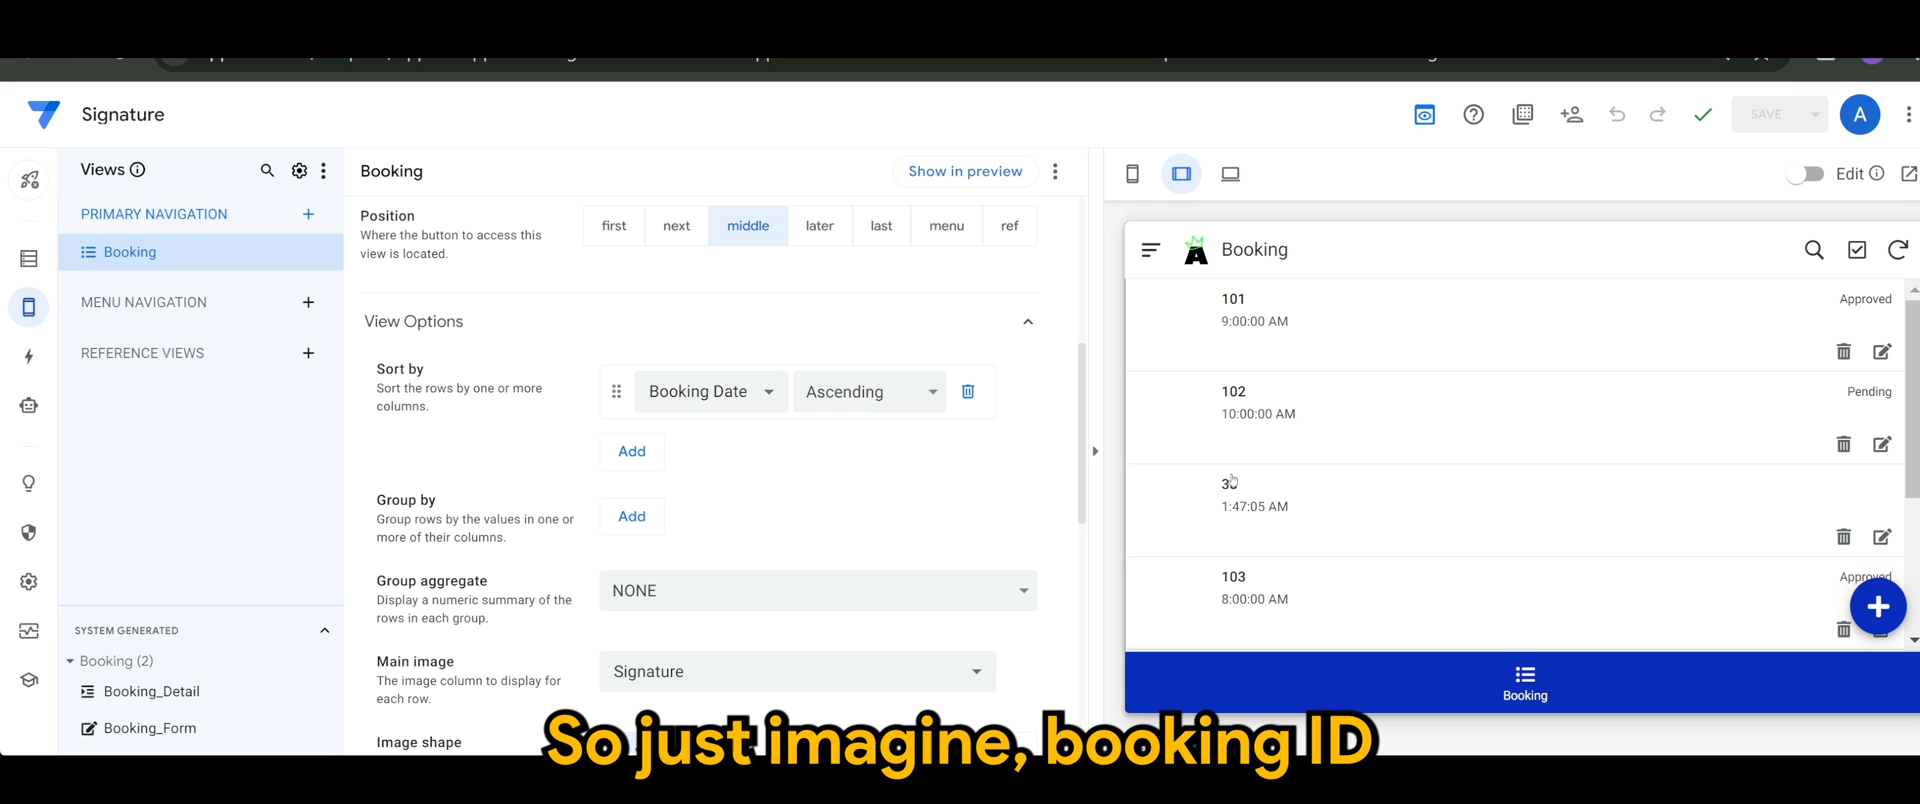 Signature
SAVE
A
Views
PRIMARY NAVIGATION
Booking
MENU NAVIGATION
REFERENCE VIEWS
SYSTEM GENERATED
Booking (2)
Booking_Detail
Booking_Form
Booking
Show in preview
Position
Where the button to access this
view is located.
first next middle later last menu ref
View Options
Sort by
Sort the rows by one or more
columns.
Booking Date Ascending
Add
Group by
Group rows by the values in one or
more of their columns.
Add
Group aggregate
Display a numeric summary of the
rows in each group.
NONE
Main image
The image column to display for
each row.
Signature
Image shape
Edit
Booking
101
Approved
9:00:00 AM
102
Pending
10:00:00 AM
1:47:05 AM
103
Approved
8:00:00 AM
Booking
So just imagine, booking ID